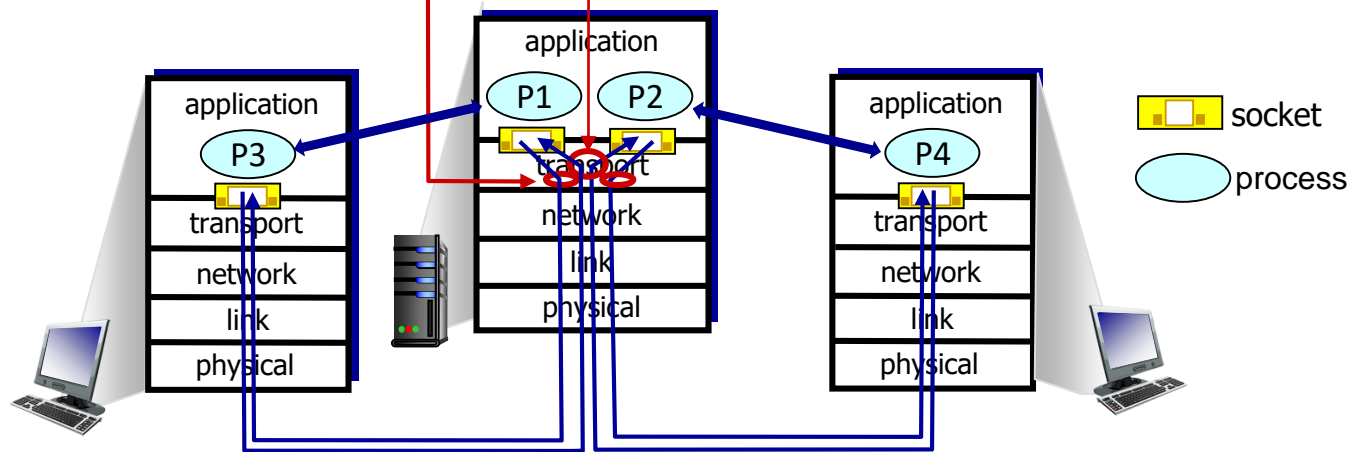 application
P1
P2
transport
network
link
physical
application
P3
transport
network
link
physical
application
P4
transport
network
link
physical
socket
process